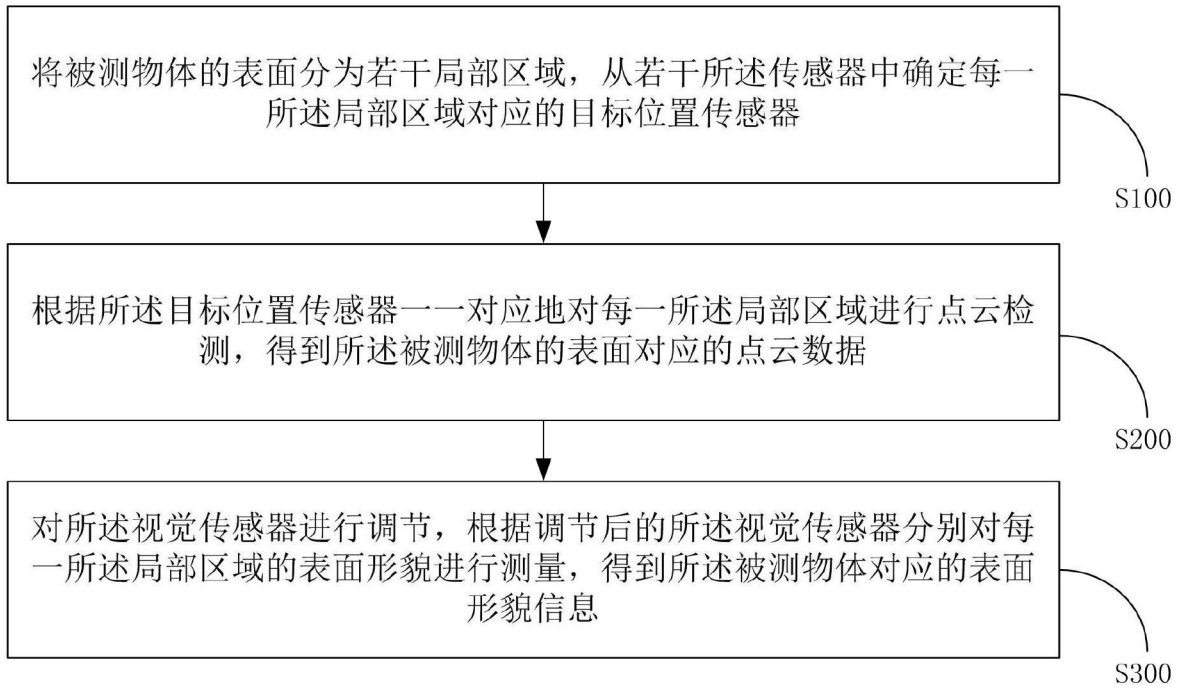 将被测物体的表面分为若干局部区域，从若干所述传感器中确定每一
所述局部区域对应的目标位置传感器
S100
根据所述目标位置传感器一一对应地对每一所述局部区域进行点云检
测，得到所述被测物体的表面对应的点云数据
S200
对所述视觉传感器进行调节，根据调节后的所述视觉传感器分别对每
一所述局部区域的表面形貌进行测量，得到所述被测物体对应的表面
形貌信息
S300